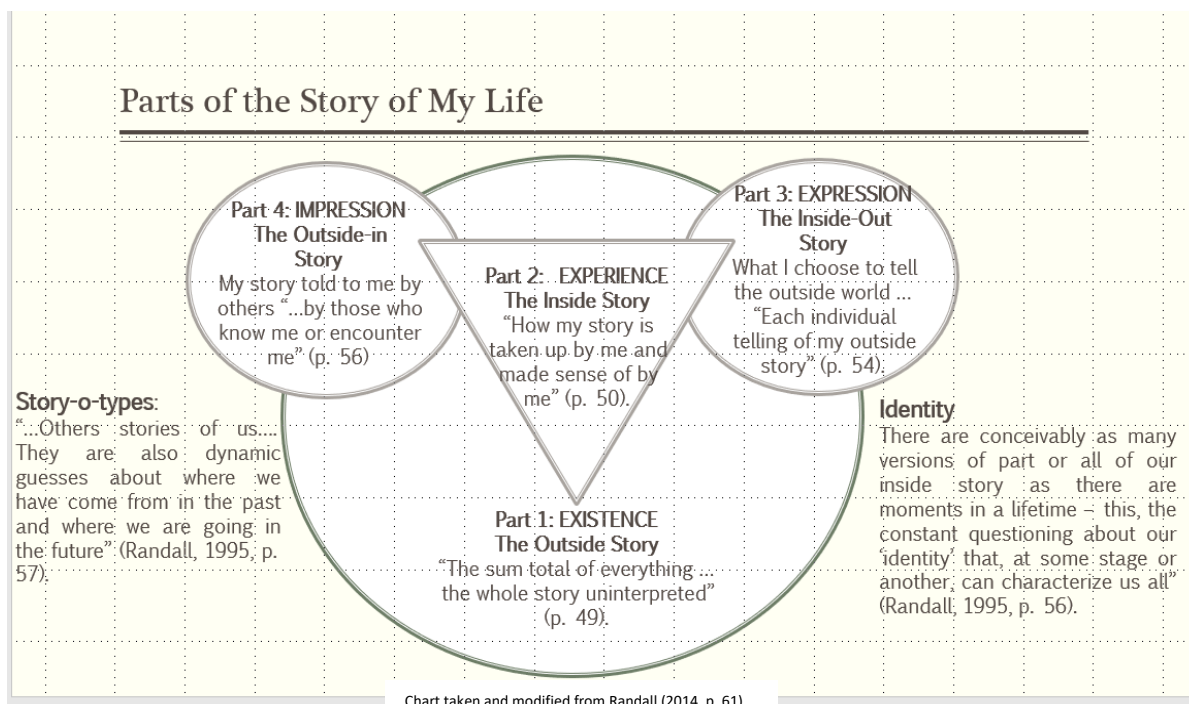 Parts of the Story of My Life
Part 4: IMPRESSION
The Outside-in
Story
My story told to me by
others “…by those who
know me or encounter
me” (p. 56)
Part 2: EXPERIENCE
The Inside Story
“How my story is
taken up by me and
made sense of by
me” (p. 50).
Part 3: EXPRESSION
The Inside-Out
Story
What I choose to tell
the outside world …
“Each individual
telling of my outside
story” (p. 54).
Story-o-types:
“…Others stories of us….
They are also dynamic
guesses about where we
have come from in the past
and where we are going in
the future” (Randall, 1995, p.
57).
Part 1: EXISTENCE
The Outside Story
“The sum total of everything …
the whole story uninterpreted”
(p. 49).
Identity
There are conceivably as many
versions of part or all of our
inside story as there are
moments in a lifetime – this, the
constant questioning about our
‘identity’ that, at some stage or
another, can characterize us all”
(Randall, 1995, p. 56).
Chart taken and modified from Randall (2014, p. 61)